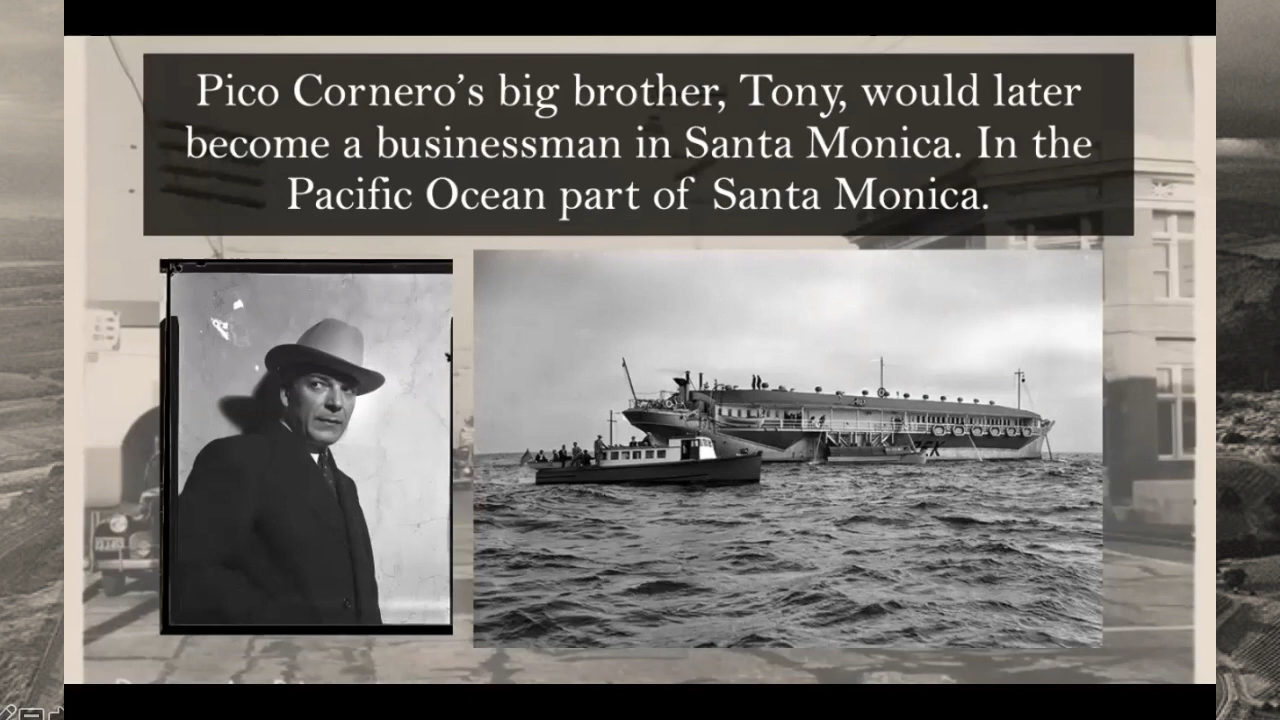 Pico Cornero’s big brother, Tony, would later
become a businessman in Santa Monica. In the
Pacific Ocean part of Santa Monica.